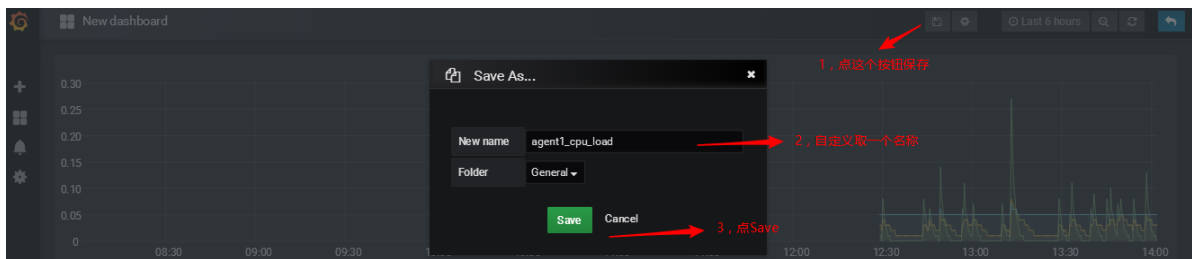 New dashboard
Last 6 hours
1，点这个按钮保存
Save As...
New name
agent1_cpu_load
2，自定义取一个名称
Folder
General
Save
Cancel
3，点Save
0.30
0.25
0.20
0.15
0.10
0.05
0
08:30
09:00
09:30
12:00
12:30
13:00
13:30
14:00